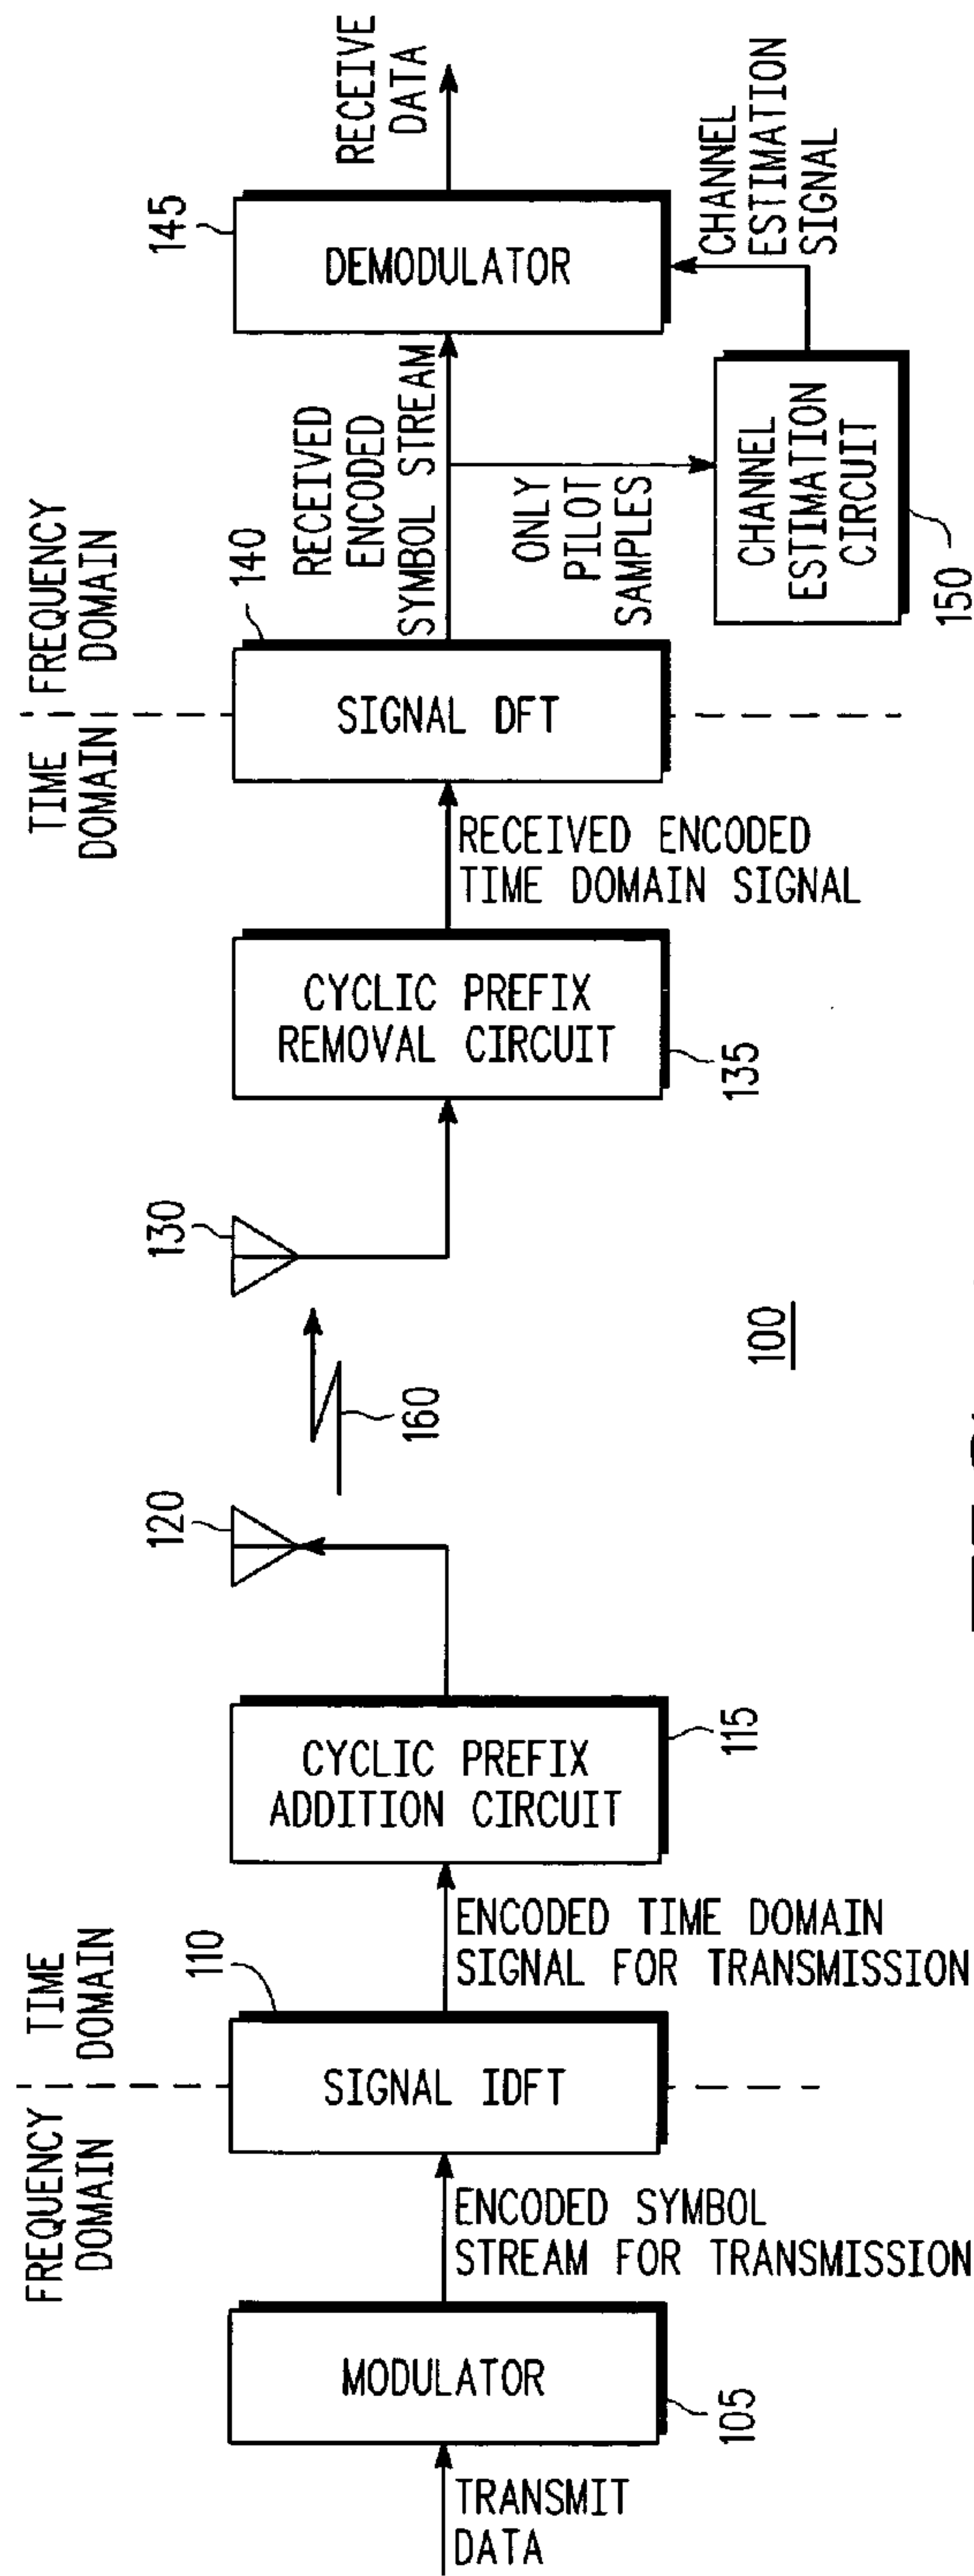 TRANSMIT
DATA
MODULATOR
105
ENCODED SYMBOL
STREAM FOR TRANSMISSION
FREQUENCY
DOMAIN
TIME
DOMAIN
SIGNAL IDFT
110
ENCODED TIME DOMAIN
SIGNAL FOR TRANSMISSION
CYCLIC PREFIX
ADDITION CIRCUIT
115
120
160
130
100
CYCLIC PREFIX
REMOVAL CIRCUIT
135
RECEIVED ENCODED
TIME DOMAIN SIGNAL
TIME
DOMAIN
FREQUENCY
DOMAIN
SIGNAL DFT
140
RECEIVED
ENCODED
SYMBOL STREAM
ONLY
PILOT
SAMPLES
CHANNEL
ESTIMATION
CIRCUIT
150
DEMODULATOR
145
CHANNEL
ESTIMATION
SIGNAL
RECEIVE
DATA